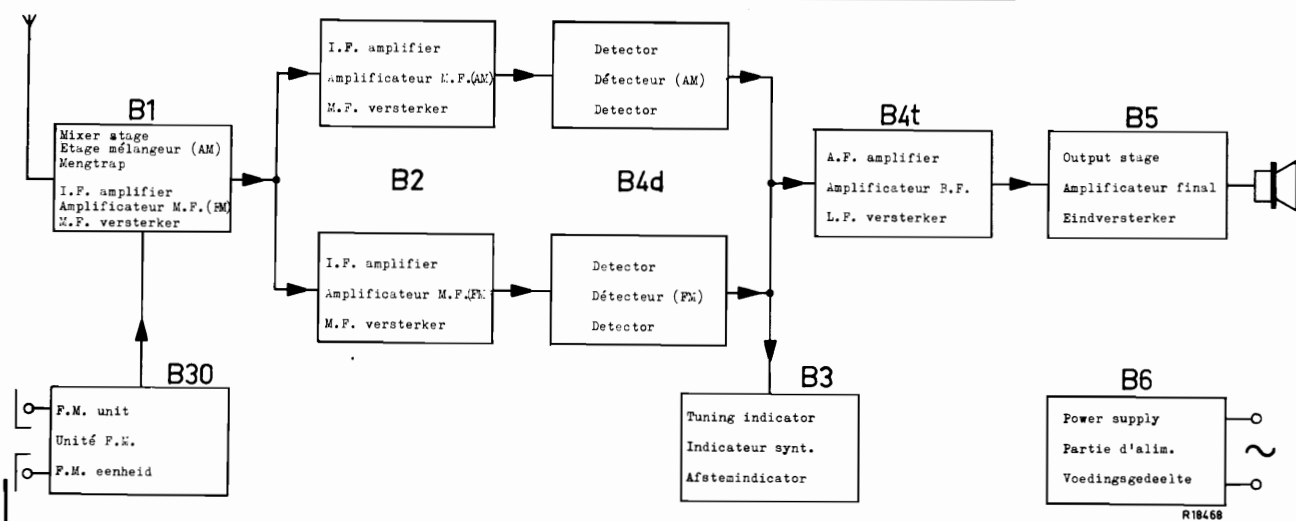 B1
Mixer stage
Etage mélangeur (AM)
Mengtrap
I.F. amplifier
Amplificateur M.F.(FM)
M.F. versterker
I.F. amplifier
Amplificateur M.F.(AM)
M.F. versterker
Detector
Détecteur (AM)
Detector
B2
B4d
I.F. amplifier
Amplificateur M.F.(FM
M.F. versterker
Detector
Détecteur (FM)
Detector
B4t
A.F. amplifier
Amplificateur B.F.
L.F. versterker
B5
Output stage
Amplificateur final
Eindversterker
B30
F.M. unit
Unité F.M.
F.M. eenheid
B3
Tuning indicator
Indicateur synt.
Afstemindicator
B6
Power supply
Partie d'alim.
Voedingsgedeelte
~
R18468